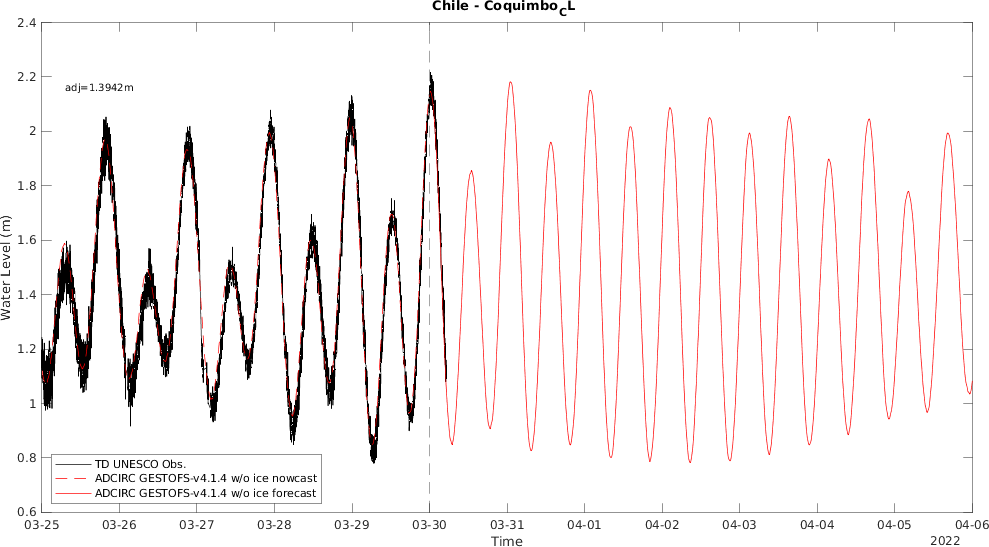 Chile - Coquimbo_CL
2.4
2.2
adj=1.3942m
2
1.8
1.6
1.4
1.2
1
0.8
0.6
Water Level (m)
TD UNESCO Obs.
ADCIRC GESTOFS-v4.1.4 w/o ice nowcast
ADCIRC GESTOFS-v4.1.4 w/o ice forecast
03-25 03-26 03-27 03-28 03-29 03-30 03-31 04-01 04-02 04-03 04-04 04-05 04-06
Time
2022